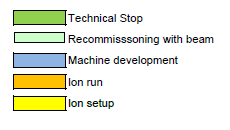 Technical Stop
Recommisssoning with beam
Machine development
Ion run
Ion setup